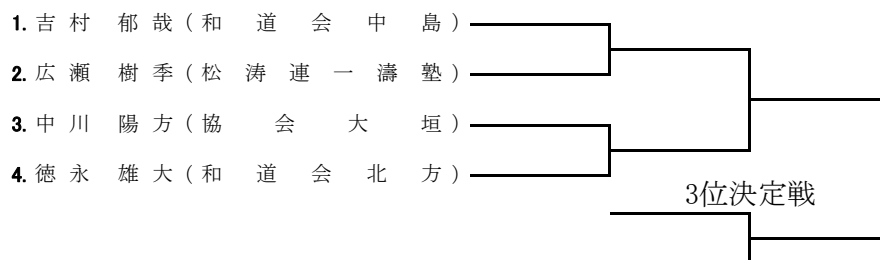 1. 吉村 郁哉(和道会中島)
2. 広瀬 樹季(松涛連一濤塾)
3. 中川 陽方(協会大垣)
4. 徳永 雄大(和道会北方)
3位決定戦